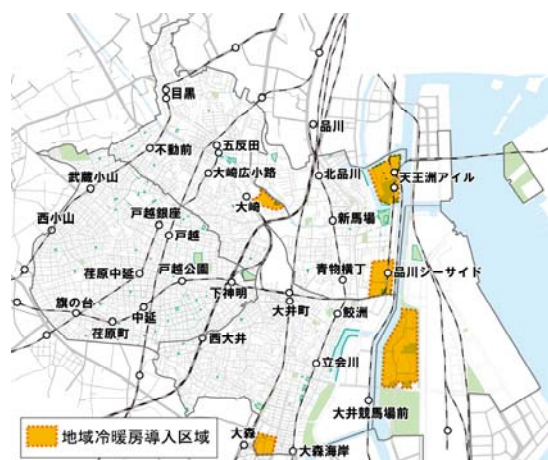 目黒
品川
不動前
五反田
武蔵小山
大崎広小路
北品川
天王洲アイル
大崎
西小山
戸越銀座
新馬場
戸越
荏原中延
戸越公園
青物横丁
品川シーサイド
下神明
旗の台
中延
大井町
鮫洲
荏原町
西大井
立会川
大井競馬場前
地域冷暖房導入区域
大森
大森海岸